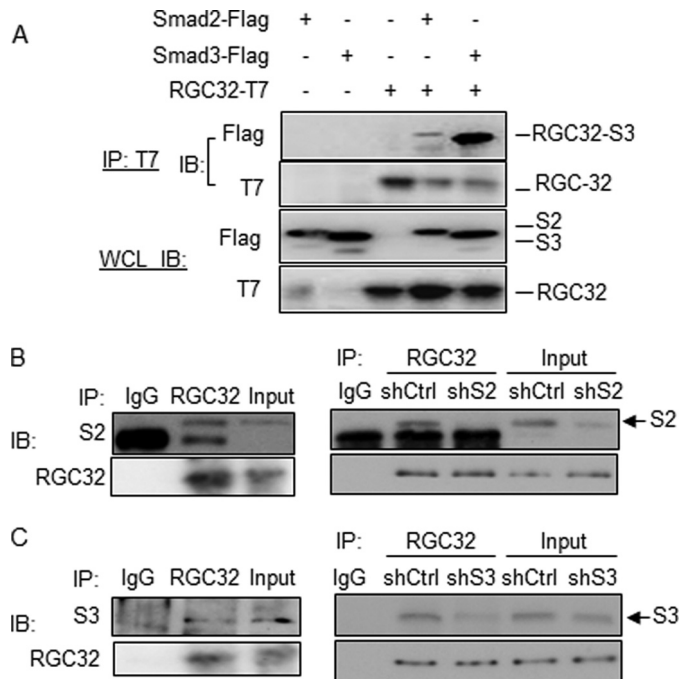 A
Smad2-Flag + - - + -
Smad3-Flag - + - - +
RGC32-T7 - - + + +
IP: T7 IB: Flag RGC32-S3
T7 RGC-32
WCL IB: Flag S2
S3
T7 RGC32
B
IP: IgG RGC32 Input
IB: S2
RGC32
IP: RGC32 Input
IgG shCtrl shS2 shCtrl shS2
S2
C
IP: IgG RGC32 Input
IB: S3
RGC32
IP: RGC32 Input
IgG shCtrl shS3 shCtrl shS3
S3